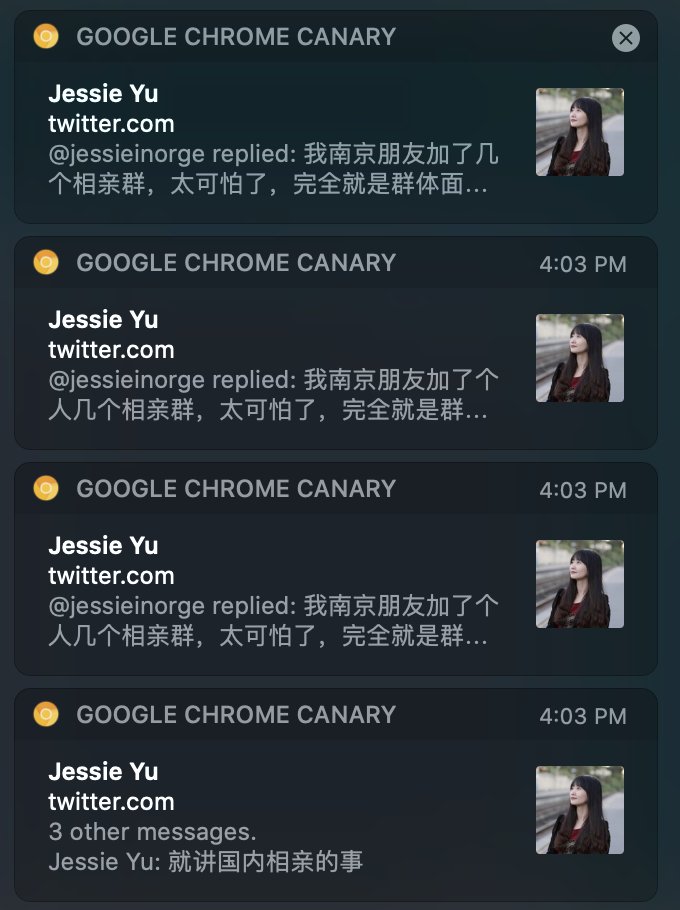 GOOGLE CHROME CANARY
Jessie Yu
twitter.com
@jessieinorge replied: 我南京朋友加了几
个相亲群，太可怕了，完全就是群体面...
GOOGLE CHROME CANARY 4:03 PM
Jessie Yu
twitter.com
@jessieinorge replied: 我南京朋友加了个
人几个相亲群，太可怕了，完全就是群...
GOOGLE CHROME CANARY 4:03 PM
Jessie Yu
twitter.com
@jessieinorge replied: 我南京朋友加了个
人几个相亲群，太可怕了，完全就是群...
GOOGLE CHROME CANARY 4:03 PM
Jessie Yu
twitter.com
3 other messages.
Jessie Yu: 就讲国内相亲的事